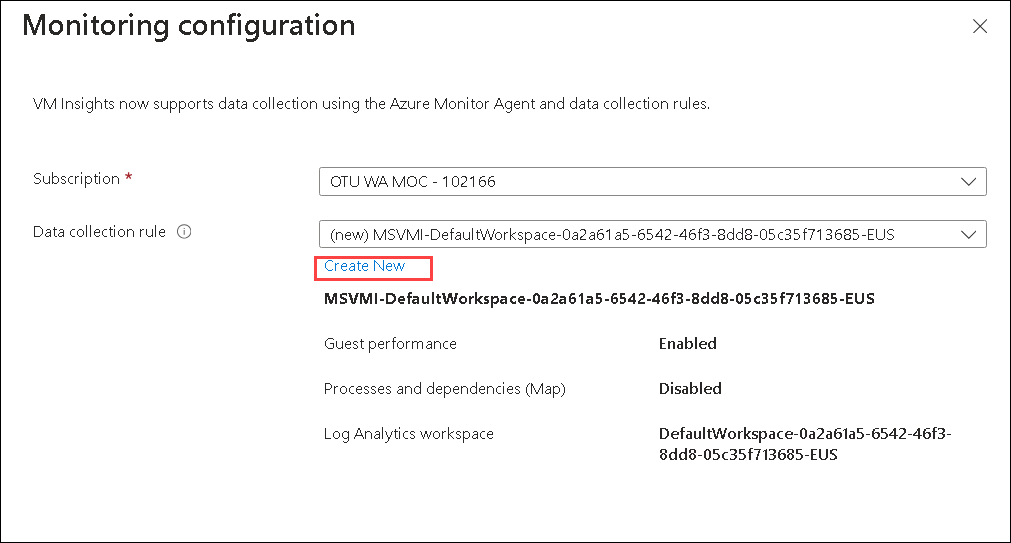 Monitoring configuration
VM Insights now supports data collection using the Azure Monitor Agent and data collection rules.
Subscription *
OTU WA MOC - 102166
Data collection rule
(new) MSVMI-DefaultWorkspace-0a2a61a5-6542-46f3-8dd8-05c35f713685-EUS
Create New
MSVMI-DefaultWorkspace-0a2a61a5-6542-46f3-8dd8-05c35f713685-EUS
Guest performance Enabled
Processes and dependencies (Map) Disabled
Log Analytics workspace DefaultWorkspace-0a2a61a5-6542-46f3-
8dd8-05c35f713685-EUS